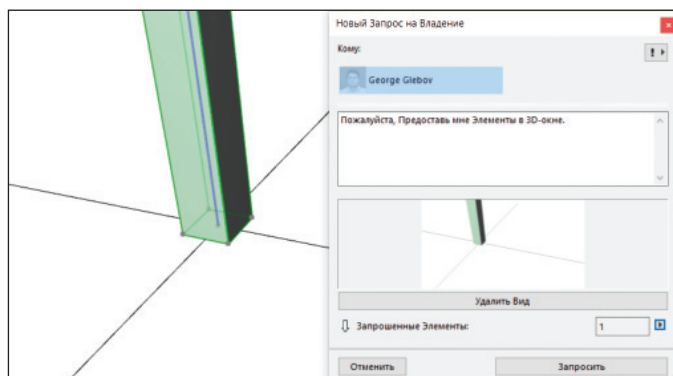 Новый Запрос на Владение
Кому:
George Glebov
Пожалуйста, Предоставь мне Элементы в 3D-окне.
Удалить Вид
Запрошенные Элементы:
1
Отменить
Запросить